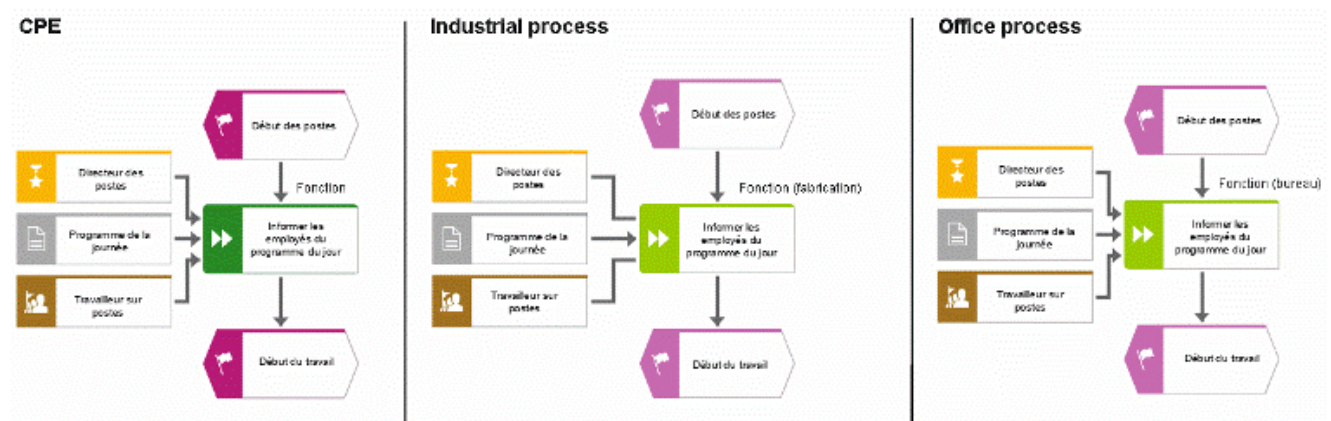 CPE
Début des postes
Directeur des
postes
Fonction
Programme de la
journée
Informer les
employés du
programme du jour
Travailleur sur
postes
Début du travail
Industrial process
Début des postes
Directeur des
postes
Fonction (fabrication)
Programme de la
journée
Informer les
employés du
programme du jour
Travailleur sur
postes
Début du travail
Office process
Début des postes
Directeur des
postes
Fonction (bureau)
Programme de la
journée
Informer les
employés du
programme du jour
Travailleur sur
postes
Début du travail